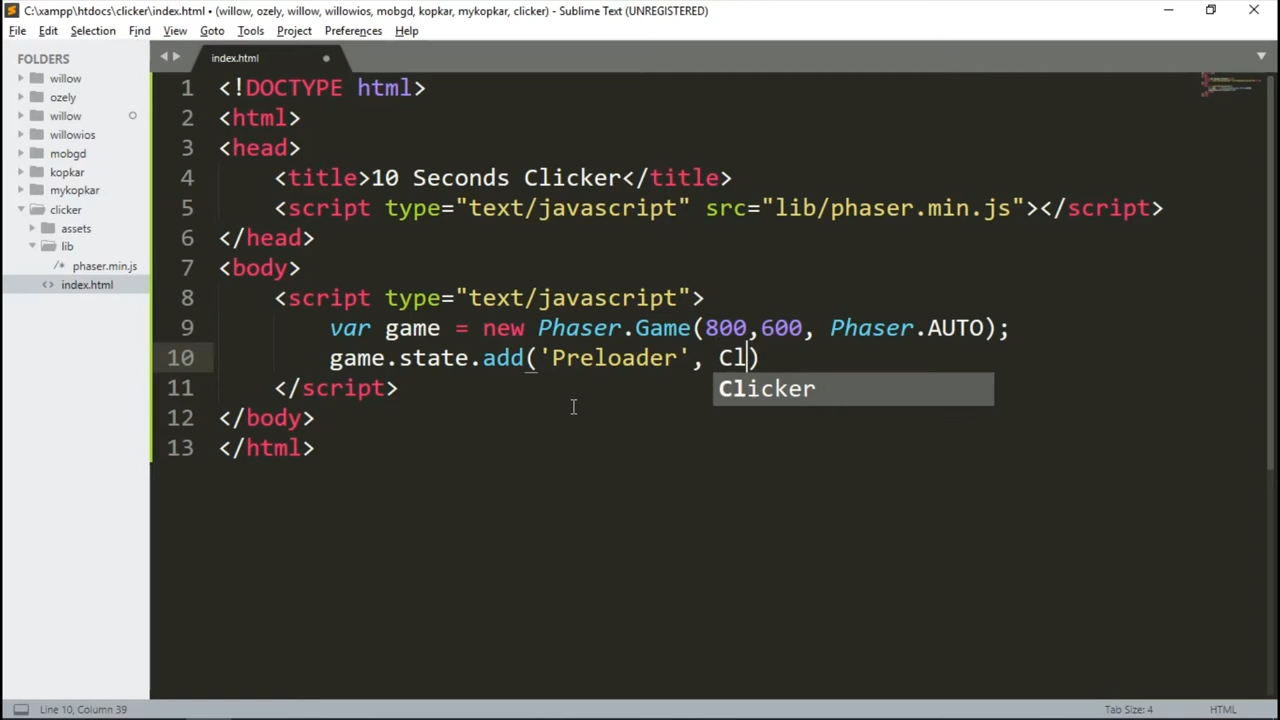 C:\xampp\htdocs\clicker\index.html • (willow, ozely, willow, willowios, mobgd, kopkar, mykopkar, clicker) - Sublime Text (UNREGISTERED)
File Edit Selection Find View Goto Tools Project Preferences Help
FOLDERS
willow
ozely
willow
willowios
mobgd
kopkar
mykopkar
clicker
assets
lib
/* phaser.min.js
<> index.html
index.html
1 <!DOCTYPE html>
2 <html>
3 <head>
4 <title>10 Seconds Clicker</title>
5 <script type="text/javascript" src="lib/phaser.min.js"></script>
6 </head>
7 <body>
8 <script type="text/javascript">
9 var game = new Phaser.Game(800,600, Phaser.AUTO);
10 game.state.add('Preloader', Cl)
Clicker
11 </script>
12 </body>
13 </html>
Line 10, Column 39
Tab Size: 4
HTML